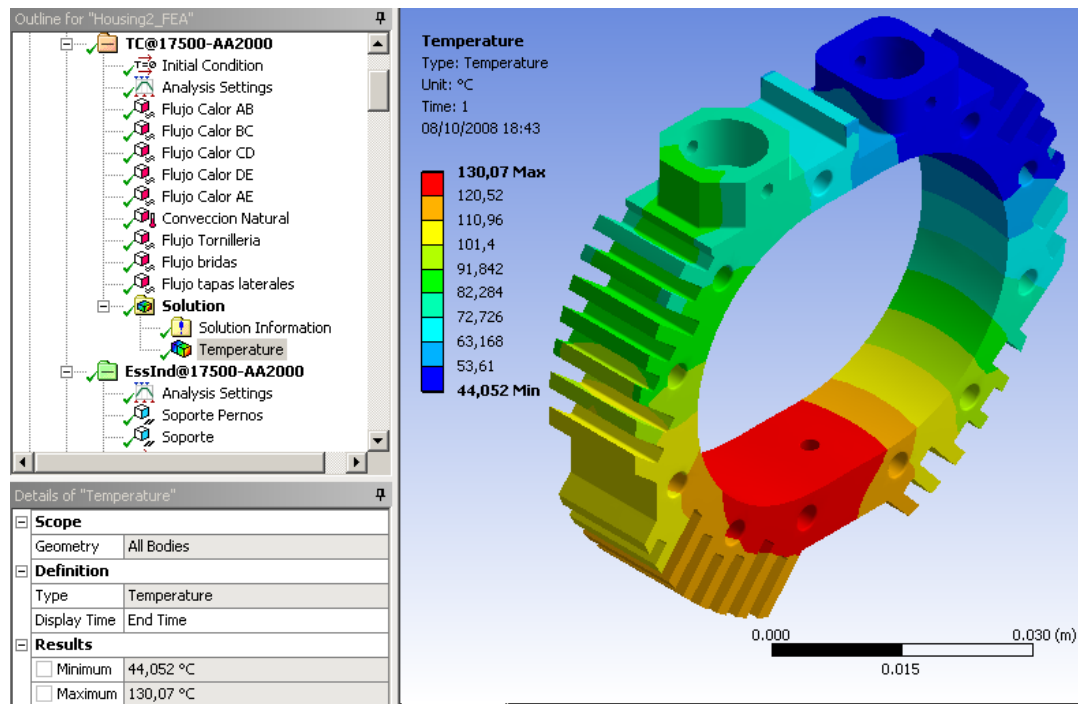 Outline for "Housing2_FEA"
TC@17500-AA2000
T=0 Initial Condition
Analysis Settings
Flujo Calor AB
Flujo Calor BC
Flujo Calor CD
Flujo Calor DE
Flujo Calor AE
Conveccion Natural
Flujo Tornilleria
Flujo bridas
Flujo tapas laterales
Solution
Solution Information
Temperature
EssInd@17500-AA2000
Analysis Settings
Soporte Pernos
Soporte
Details of "Temperature"
Scope
Geometry All Bodies
Definition
Type Temperature
Display Time End Time
Results
Minimum 44,052 °C
Maximum 130,07 °C
Temperature
Type: Temperature
Unit: °C
Time: 1
08/10/2008 18:43
130,07 Max
120,52
110,96
101,4
91,842
82,284
72,726
63,168
53,61
44,052 Min
0.000 0.030 (m)
0.015